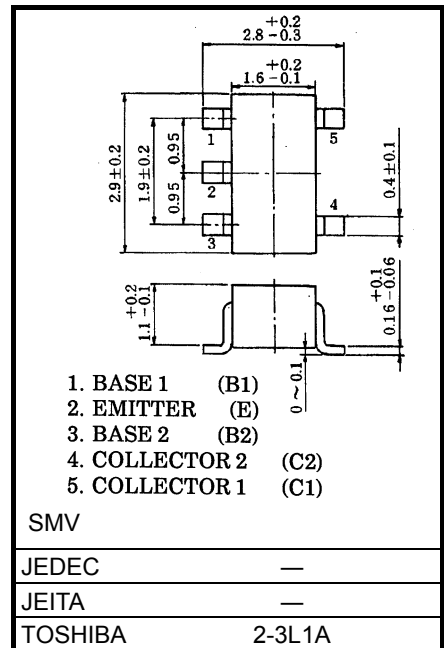 +0.2
2.8 −0.3
+0.2
1.6 −0.1
2.9±0.2
1.9±0.2
0.95
0.95
1
2
3
5
4
0.4±0.1
+0.2
1.1 −0.1
+0.1
0.16 −0.06
0 ~ 0.1
1. BASE 1 (B1)
2. EMITTER (E)
3. BASE 2 (B2)
4. COLLECTOR 2 (C2)
5. COLLECTOR 1 (C1)
SMV
JEDEC —
JEITA —
TOSHIBA 2-3L1A